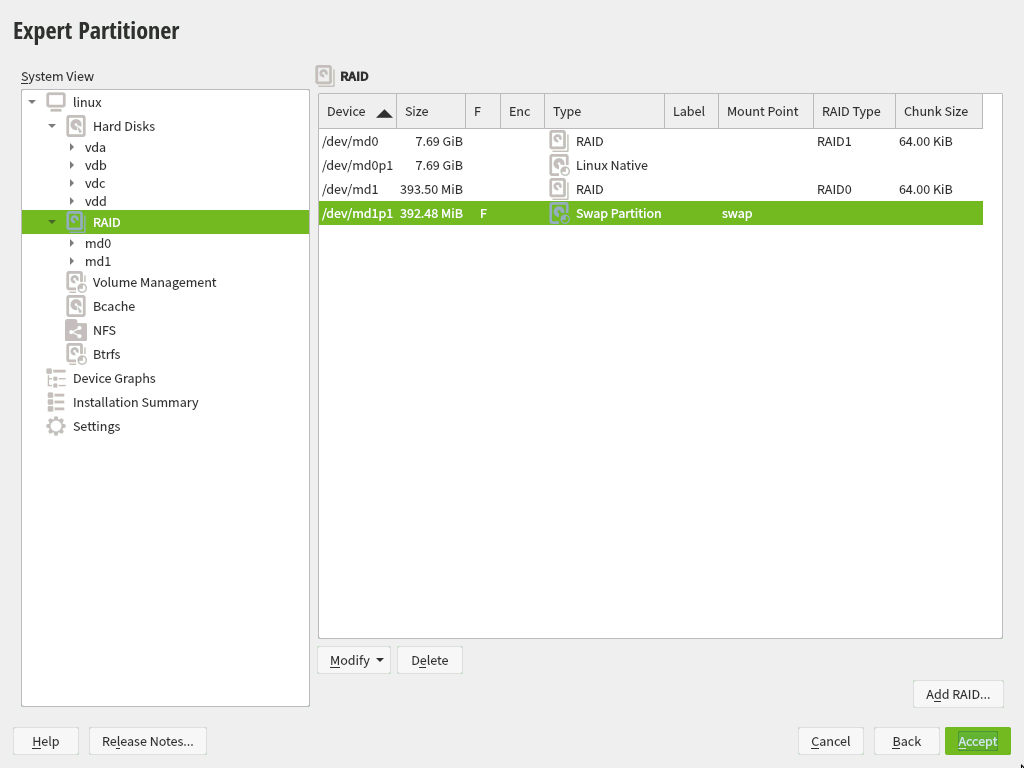 Expert Partitioner
System View
linux
Hard Disks
vda
vdb
vdc
vdd
RAID
md0
md1
Volume Management
Bcache
NFS
Btrfs
Device Graphs
Installation Summary
Settings
RAID
Device Size F Enc Type Label Mount Point RAID Type Chunk Size
/dev/md0 7.69 GiB RAID RAID1 64.00 KiB
/dev/md0p1 7.69 GiB Linux Native
/dev/md1 393.50 MiB RAID RAID0 64.00 KiB
/dev/md1p1 392.48 MiB F Swap Partition swap
Modify Delete
Add RAID...
Help Release Notes... Cancel Back Accept